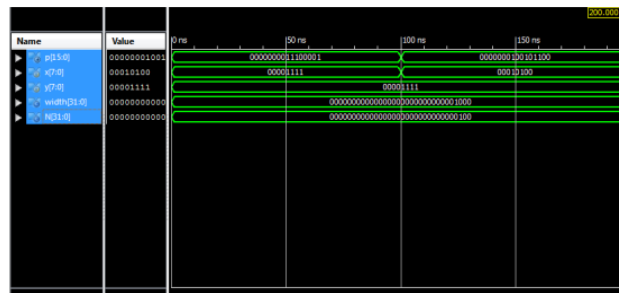 200.000
Name Value 0 ns 50 ns 100 ns 150 ns
p[15:0] 00000001001 0000000011100001 0000000100101100
x[7:0] 00010100 00001111 00010100
y[7:0] 00001111 00001111
width[31:0] 00000000000 00000000000000000000000000001000
N[31:0] 00000000000 00000000000000000000000000000100